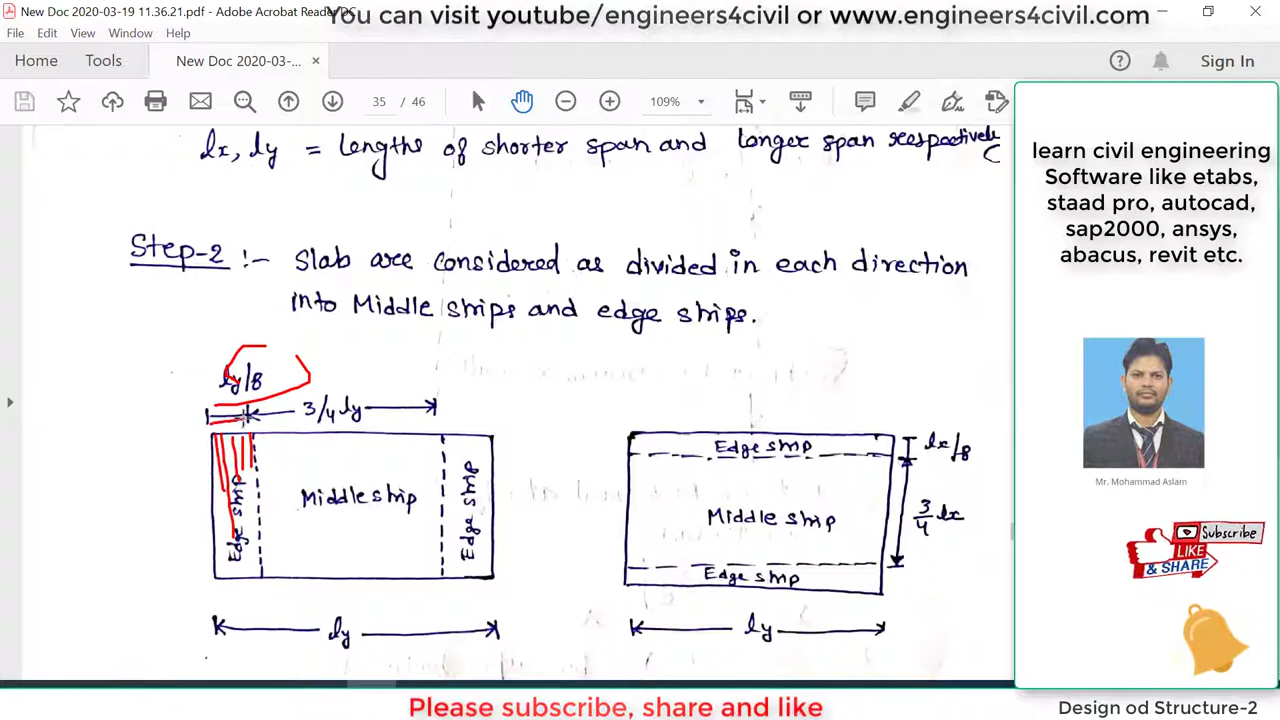 New Doc 2020-03-19 11.36.21.pdf - Adobe Acrobat Reader DC
You can visit youtube/engineers4civil or www.engineers4civil.com
File Edit View Window Help
Home Tools New Doc 2020-03-... × Sign In
35 / 46 109%
lx, ly = lengths of shorter span and longer span respectively
Step-2 :- Slab are considered as divided in each direction
into Middle strips and edge strips.
ly/8
3/4 ly
Edge strip
Middle strip
Edge strip
ly
Edge strip
lx/8
Middle strip
3/4 lx
Edge strip
ly
learn civil engineering
Software like etabs,
staad pro, autocad,
sap2000, ansys,
abacus, revit etc.
Mr. Mohammad Aslam
Subscribe
LIKE
& SHARE
Please subscribe, share and like
Design od Structure-2